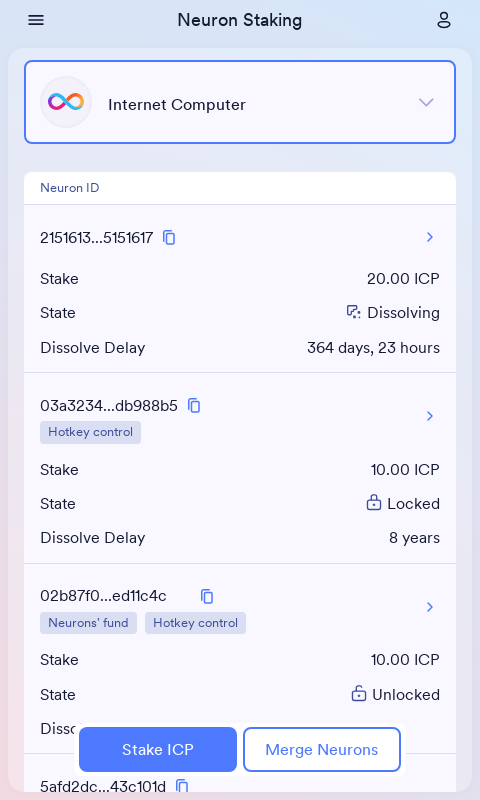 Neuron Staking
Internet Computer
Neuron ID
2151613...5151617
Stake 20.00 ICP
State Dissolving
Dissolve Delay 364 days, 23 hours
03a3234...db988b5
Hotkey control
Stake 10.00 ICP
State Locked
Dissolve Delay 8 years
02b87f0...ed11c4c
Neurons' fund Hotkey control
Stake 10.00 ICP
State Unlocked
Stake ICP Merge Neurons
5afd2dc...43c101d